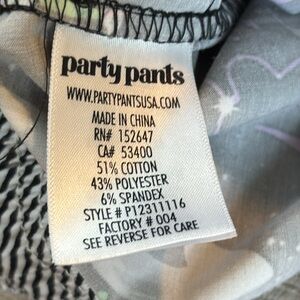 party pants
WWW.PARTYPANTSUSA.COM
MADE IN CHINA
RN# 152647
CA# 53400
51% COTTON
43% POLYESTER
6% SPANDEX
STYLE # P12311116
FACTORY # 004
SEE REVERSE FOR CARE